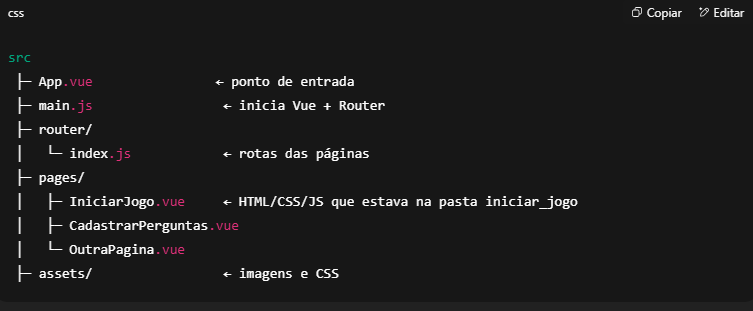 css
Copiar
Editar
src
├─ App.vue                ← ponto de entrada
├─ main.js                 ← inicia Vue + Router
├─ router/
│   └─ index.js            ← rotas das páginas
├─ pages/
│   ├─ IniciarJogo.vue     ← HTML/CSS/JS que estava na pasta iniciar_jogo
│   ├─ CadastrarPerguntas.vue
│   └─ OutraPagina.vue
├─ assets/                 ← imagens e CSS